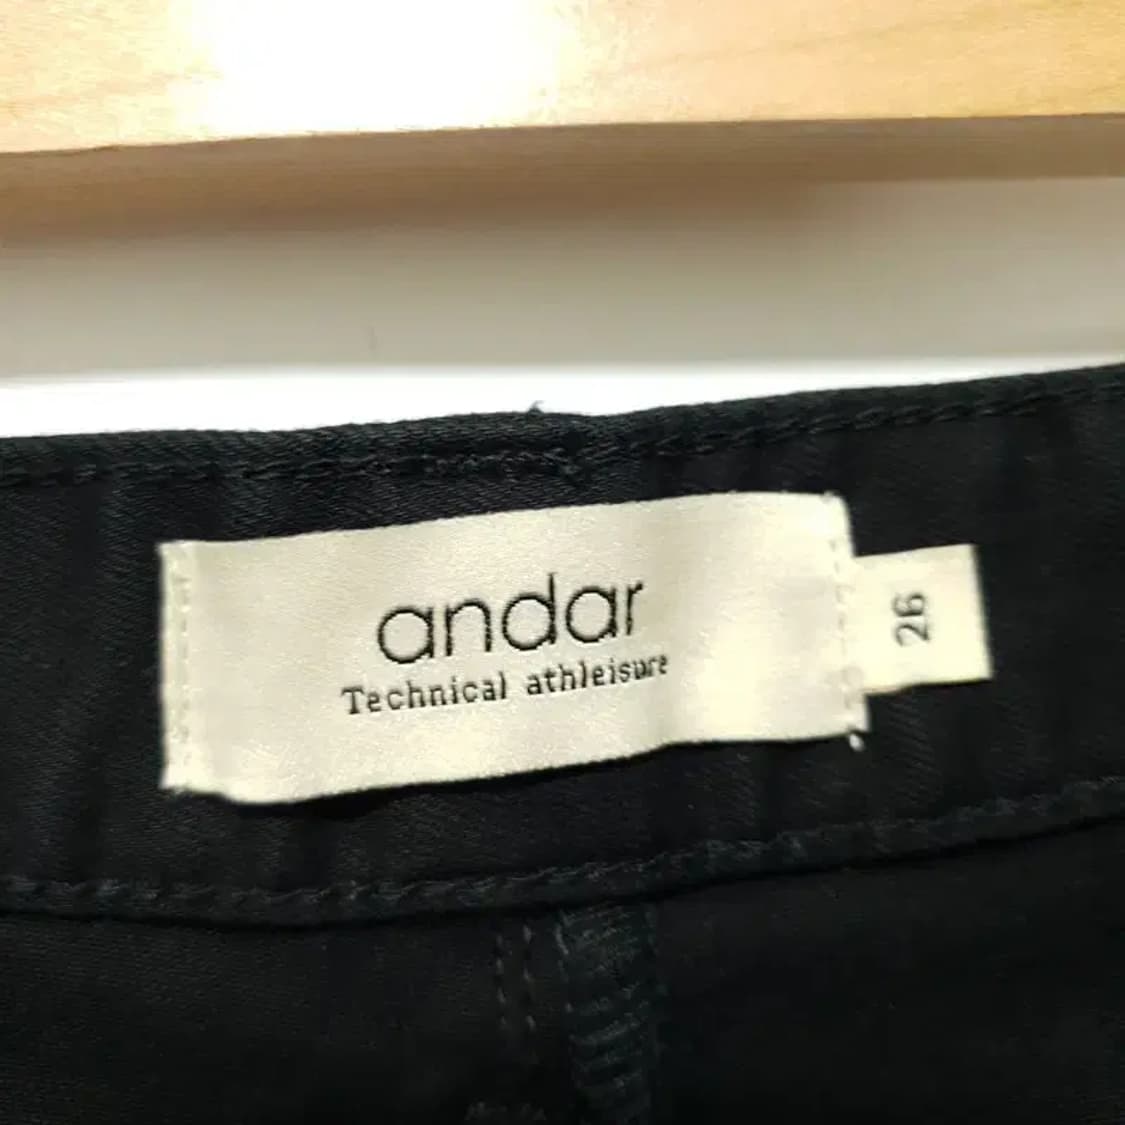 andar
Technical athleisure
26